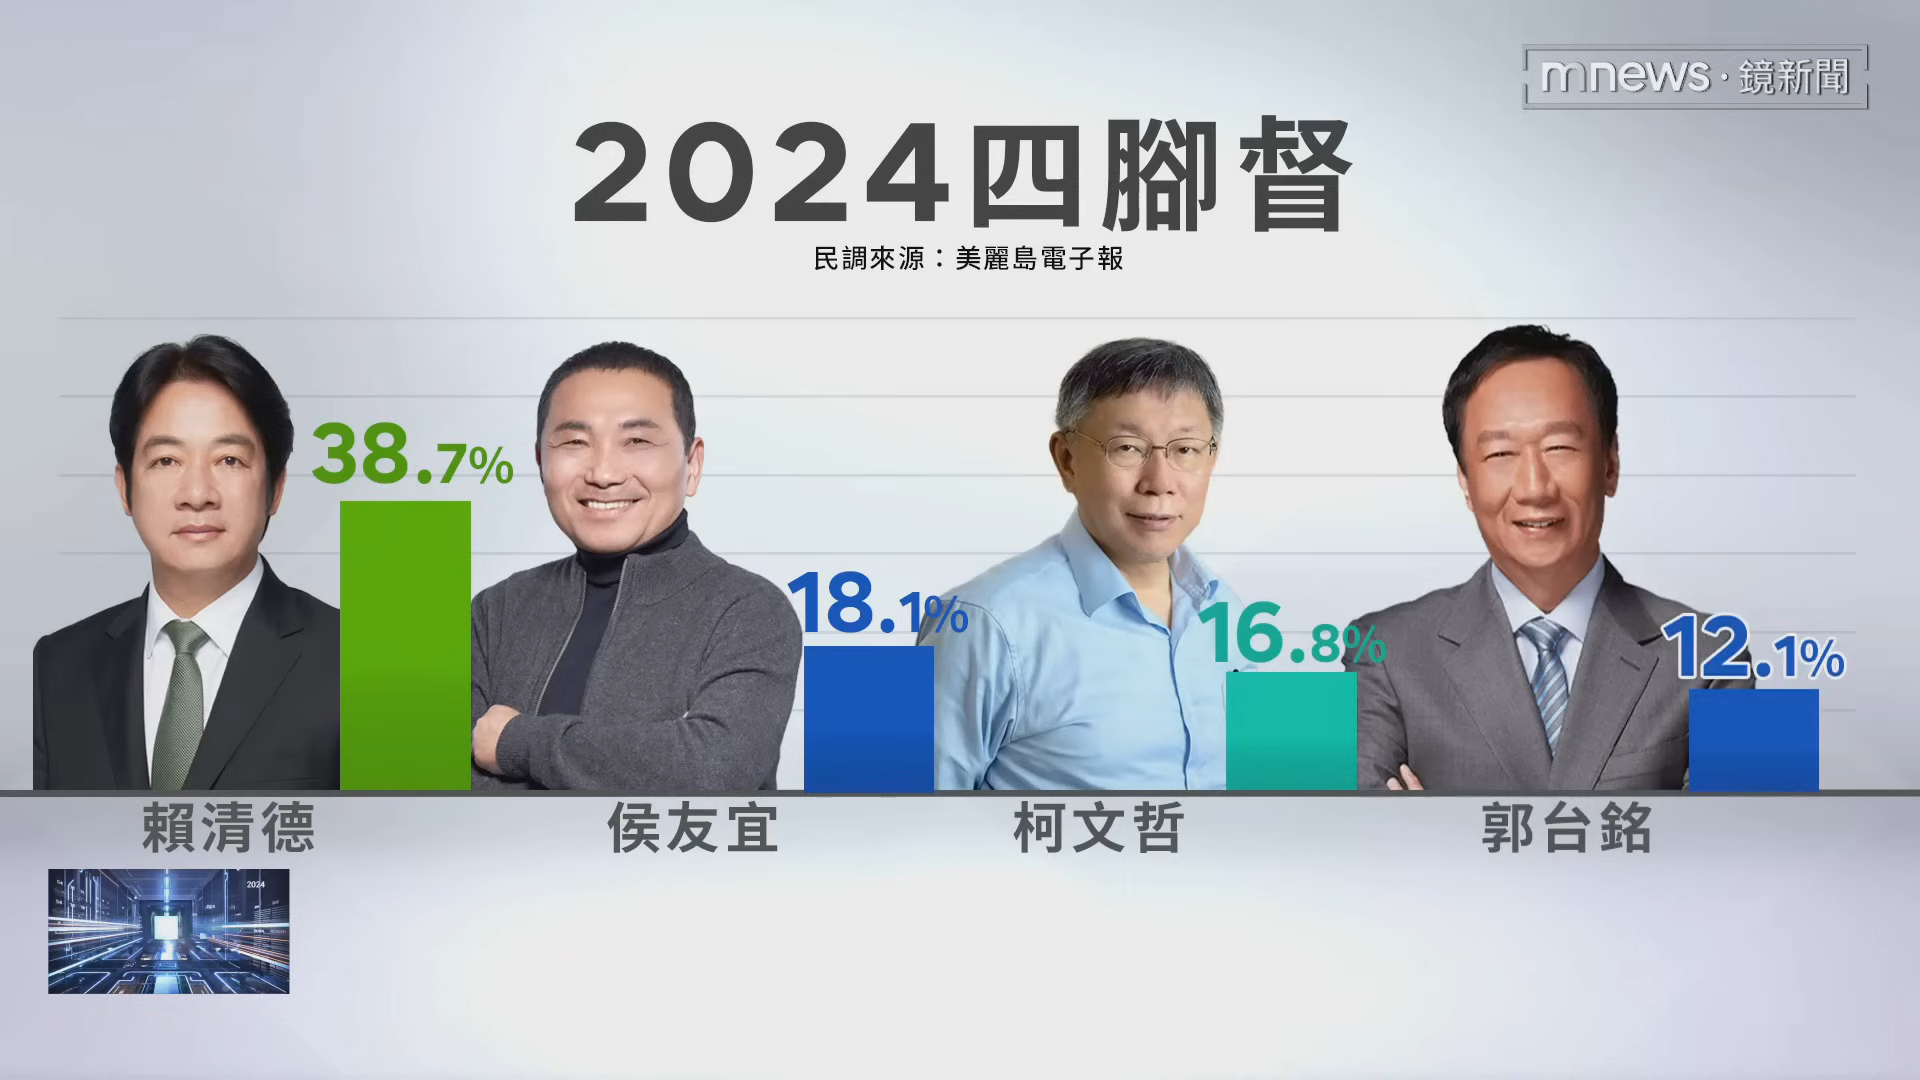 mnews·鏡新聞
2024四腳督
民調來源：美麗島電子報
38.7%
18.1%
16.8%
12.1%
賴清德
侯友宜
柯文哲
郭台銘
2024